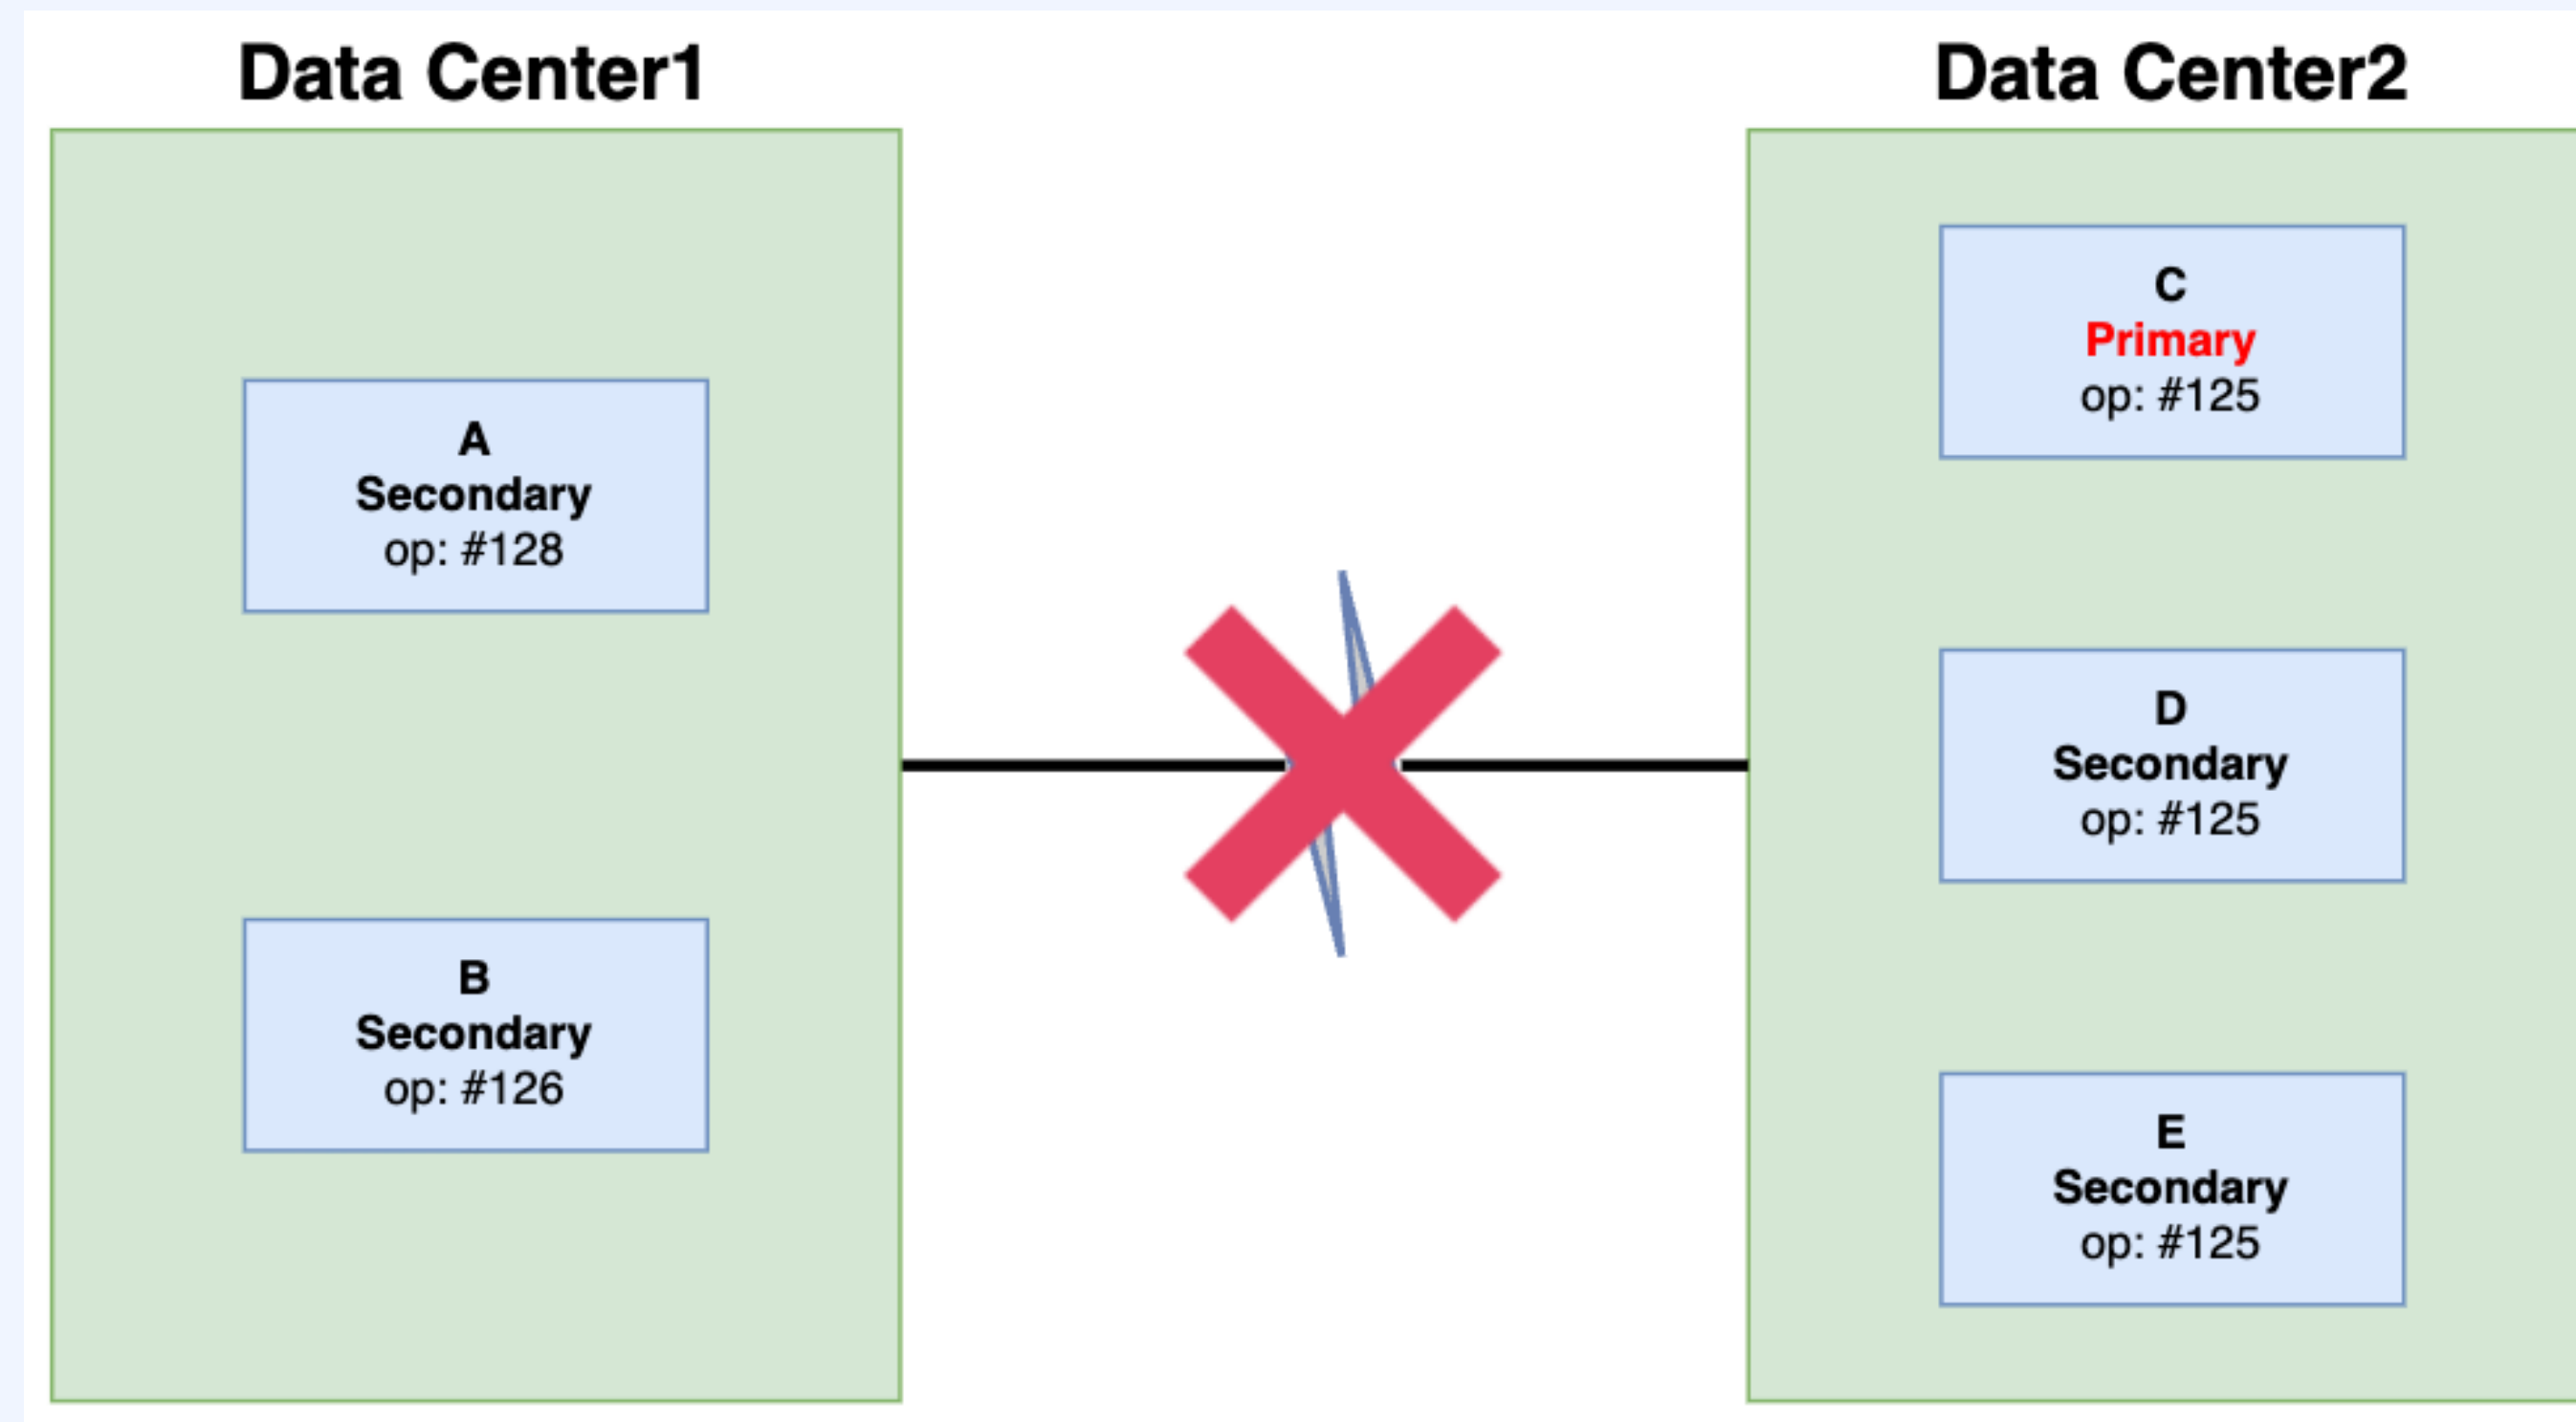 Data Center1
A
Secondary
op: #128
B
Secondary
op: #126
Data Center2
C
Primary
op: #125
D
Secondary
op: #125
E
Secondary
op: #125